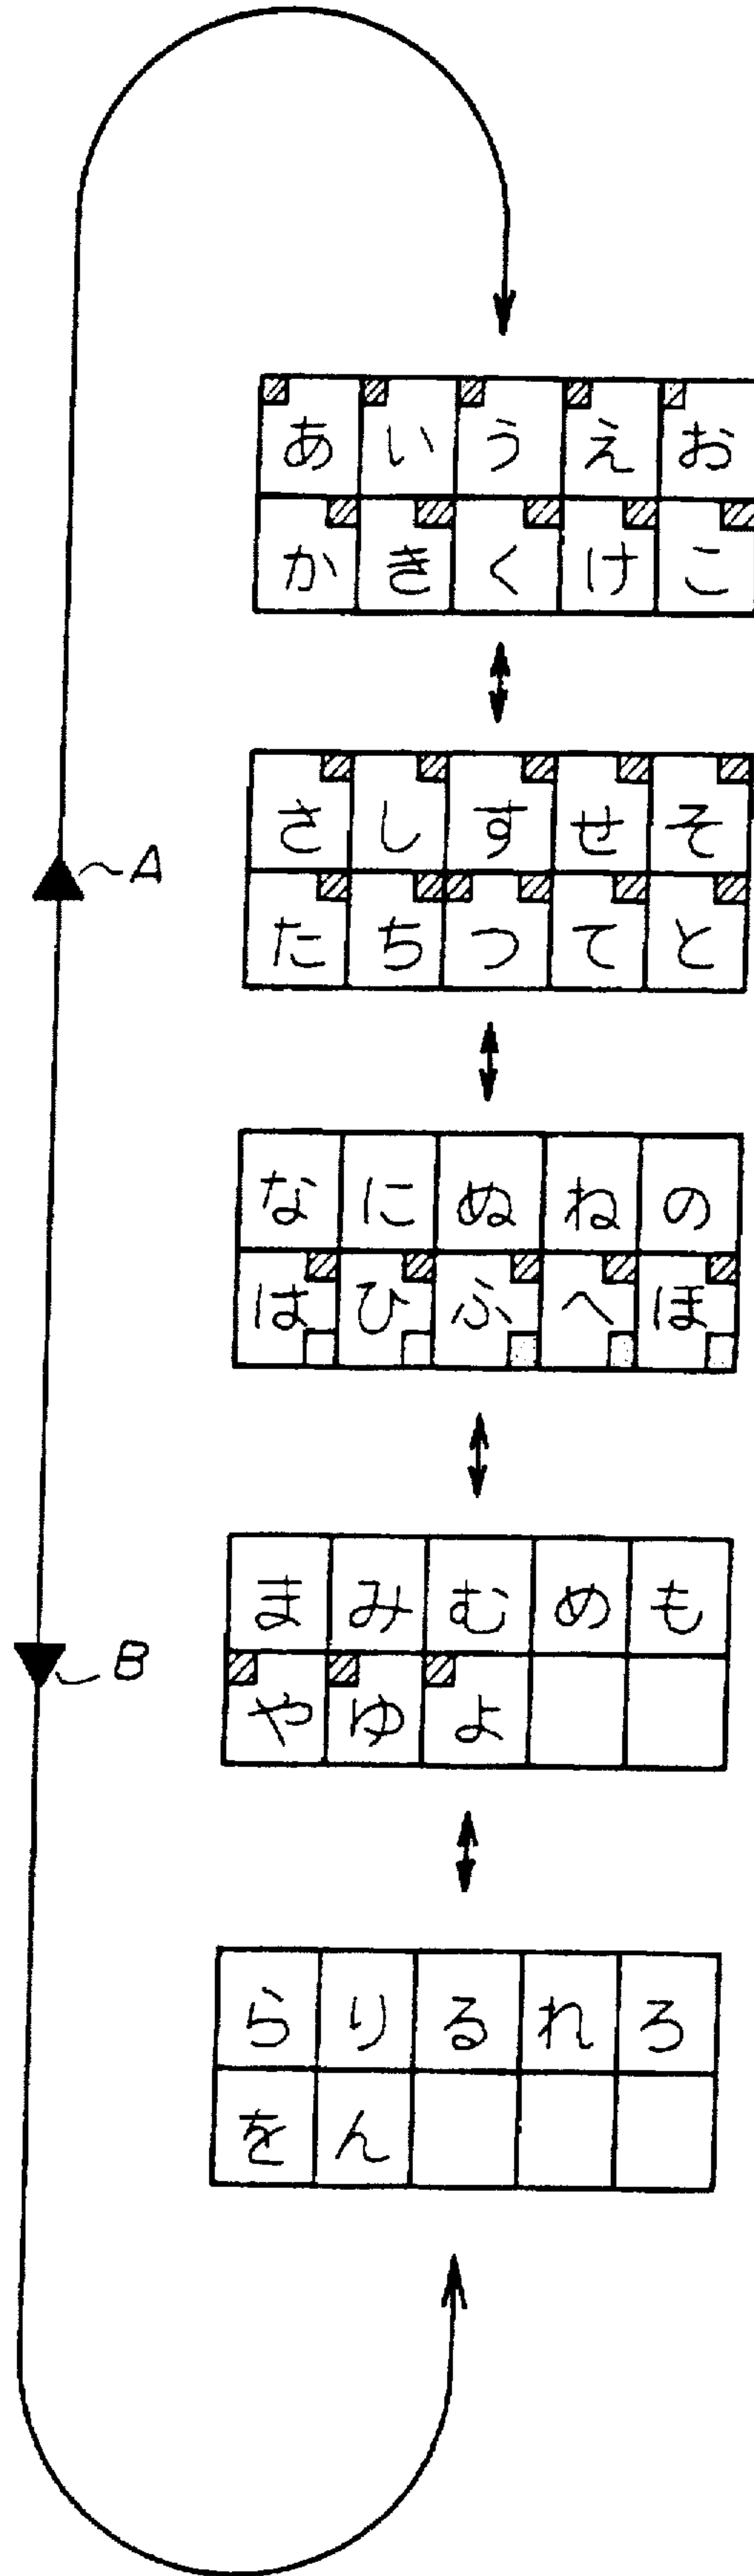 あ い う え お
か き く け こ
さ し す せ そ
A
た ち つ て と
な に ぬ ね の
は ひ ふ へ ほ
ま み む め も
B
や ゆ よ
ら り る れ ろ
を ん